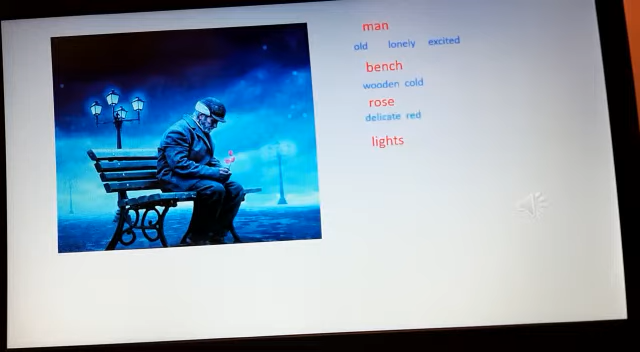 man
old lonely excited
bench
wooden cold
rose
delicate red
lights